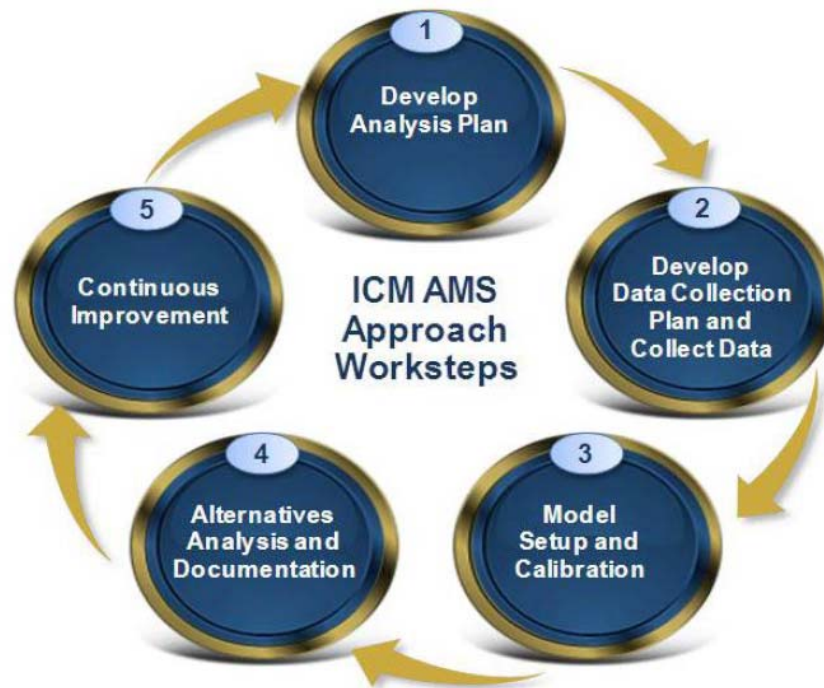 1
Develop
Analysis Plan
2
Develop
Data Collection
Plan and
Collect Data
3
Model
Setup and
Calibration
4
Alternatives
Analysis and
Documentation
5
Continuous
Improvement
ICM AMS
Approach
Worksteps